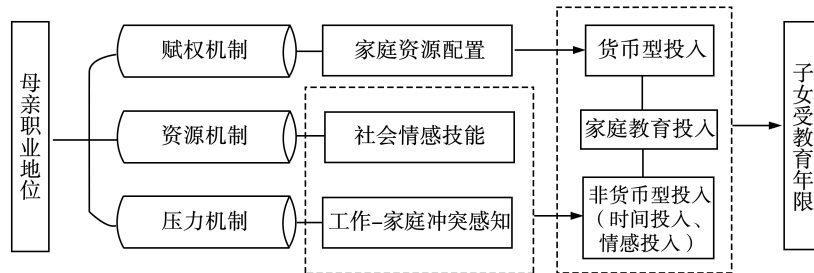 母亲职业地位
赋权机制
家庭资源配置
货币型投入
资源机制
社会情感技能
家庭教育投入
压力机制
工作–家庭冲突感知
非货币型投入
（时间投入、
情感投入）
子女受教育年限